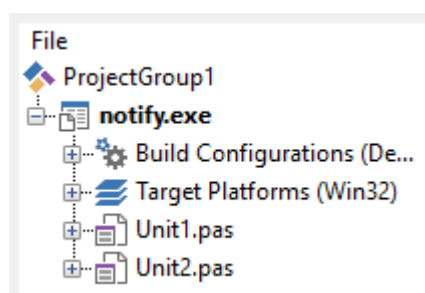 File
ProjectGroup1
notify.exe
Build Configurations (De...
Target Platforms (Win32)
Unit1.pas
Unit2.pas